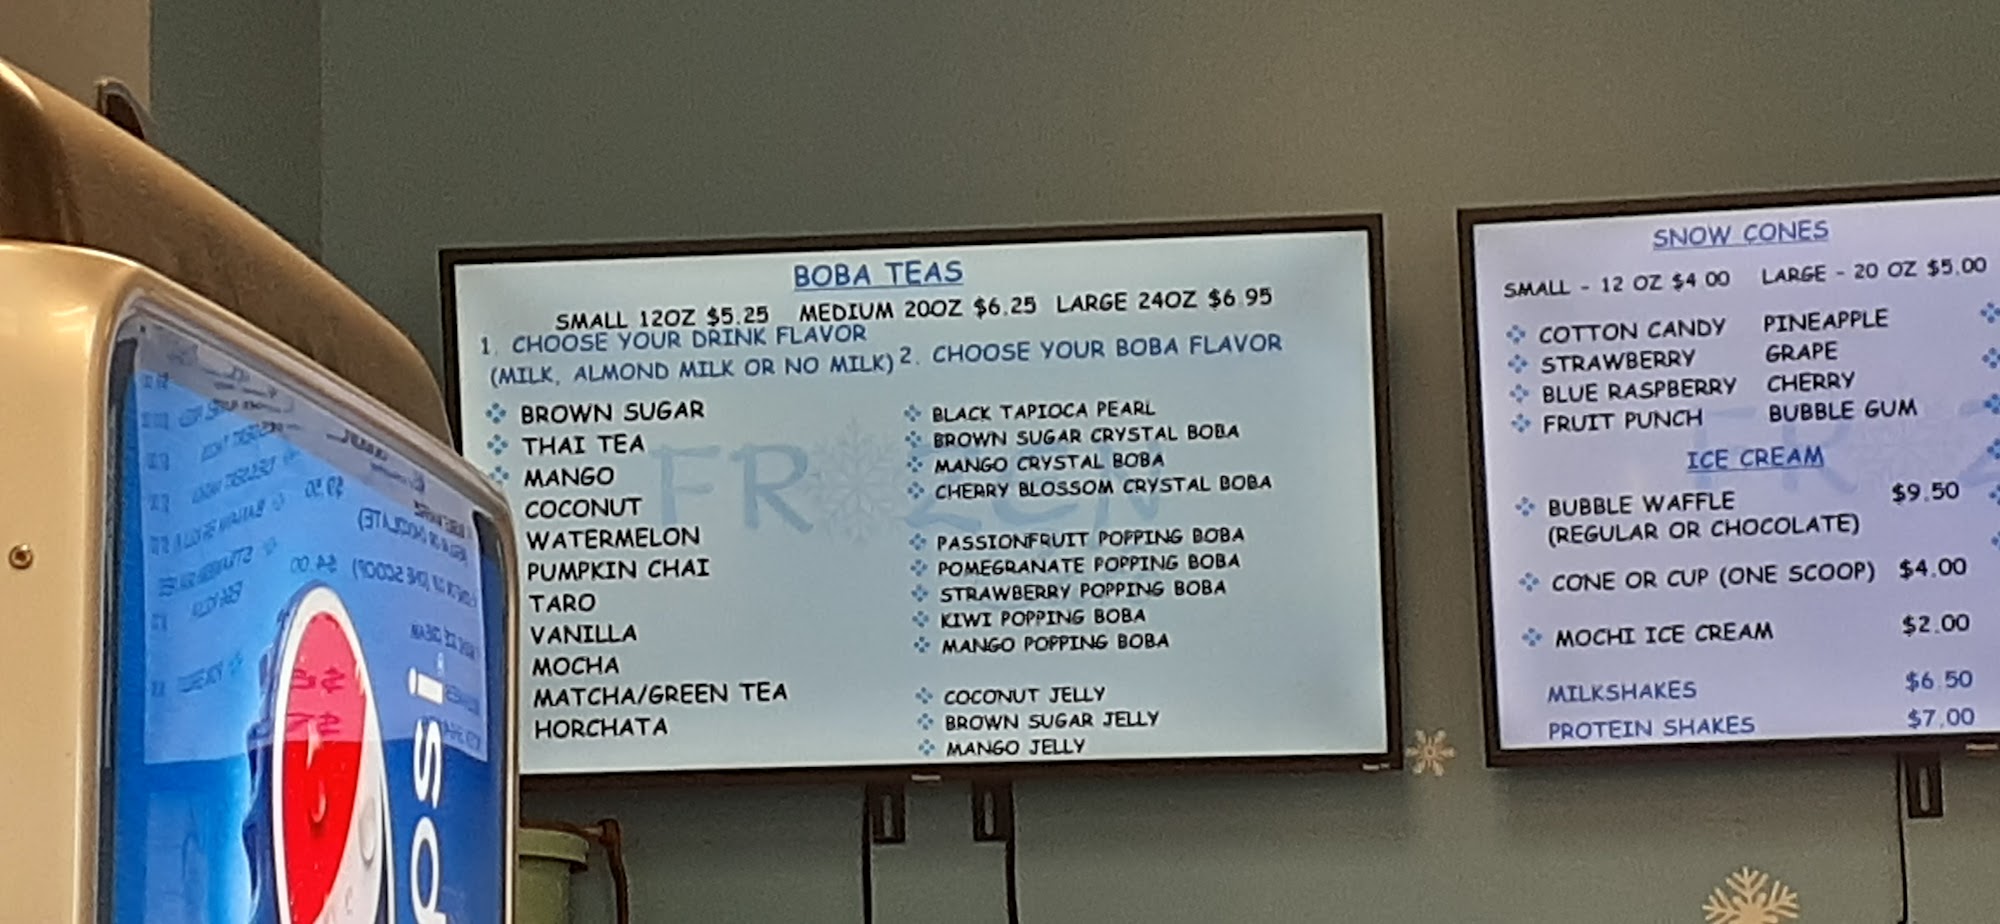 BOBA TEAS
SMALL 12OZ $5.25 MEDIUM 20OZ $6.25 LARGE 24OZ $6.95
1. CHOOSE YOUR DRINK FLAVOR
(MILK, ALMOND MILK OR NO MILK)
BROWN SUGAR
THAI TEA
MANGO
COCONUT
WATERMELON
PUMPKIN CHAI
TARO
VANILLA
MOCHA
MATCHA/GREEN TEA
HORCHATA
2. CHOOSE YOUR BOBA FLAVOR
BLACK TAPIOCA PEARL
BROWN SUGAR CRYSTAL BOBA
MANGO CRYSTAL BOBA
CHERRY BLOSSOM CRYSTAL BOBA
PASSIONFRUIT POPPING BOBA
POMEGRANATE POPPING BOBA
STRAWBERRY POPPING BOBA
KIWI POPPING BOBA
MANGO POPPING BOBA
COCONUT JELLY
BROWN SUGAR JELLY
MANGO JELLY
FROZEN
SNOW CONES
SMALL - 12 OZ $4.00 LARGE - 20 OZ $5.00
COTTON CANDY PINEAPPLE
STRAWBERRY GRAPE
BLUE RASPBERRY CHERRY
FRUIT PUNCH BUBBLE GUM
ICE CREAM
BUBBLE WAFFLE $9.50
(REGULAR OR CHOCOLATE)
CONE OR CUP (ONE SCOOP) $4.00
MOCHI ICE CREAM $2.00
MILKSHAKES $6.50
PROTEIN SHAKES $7.00
psi